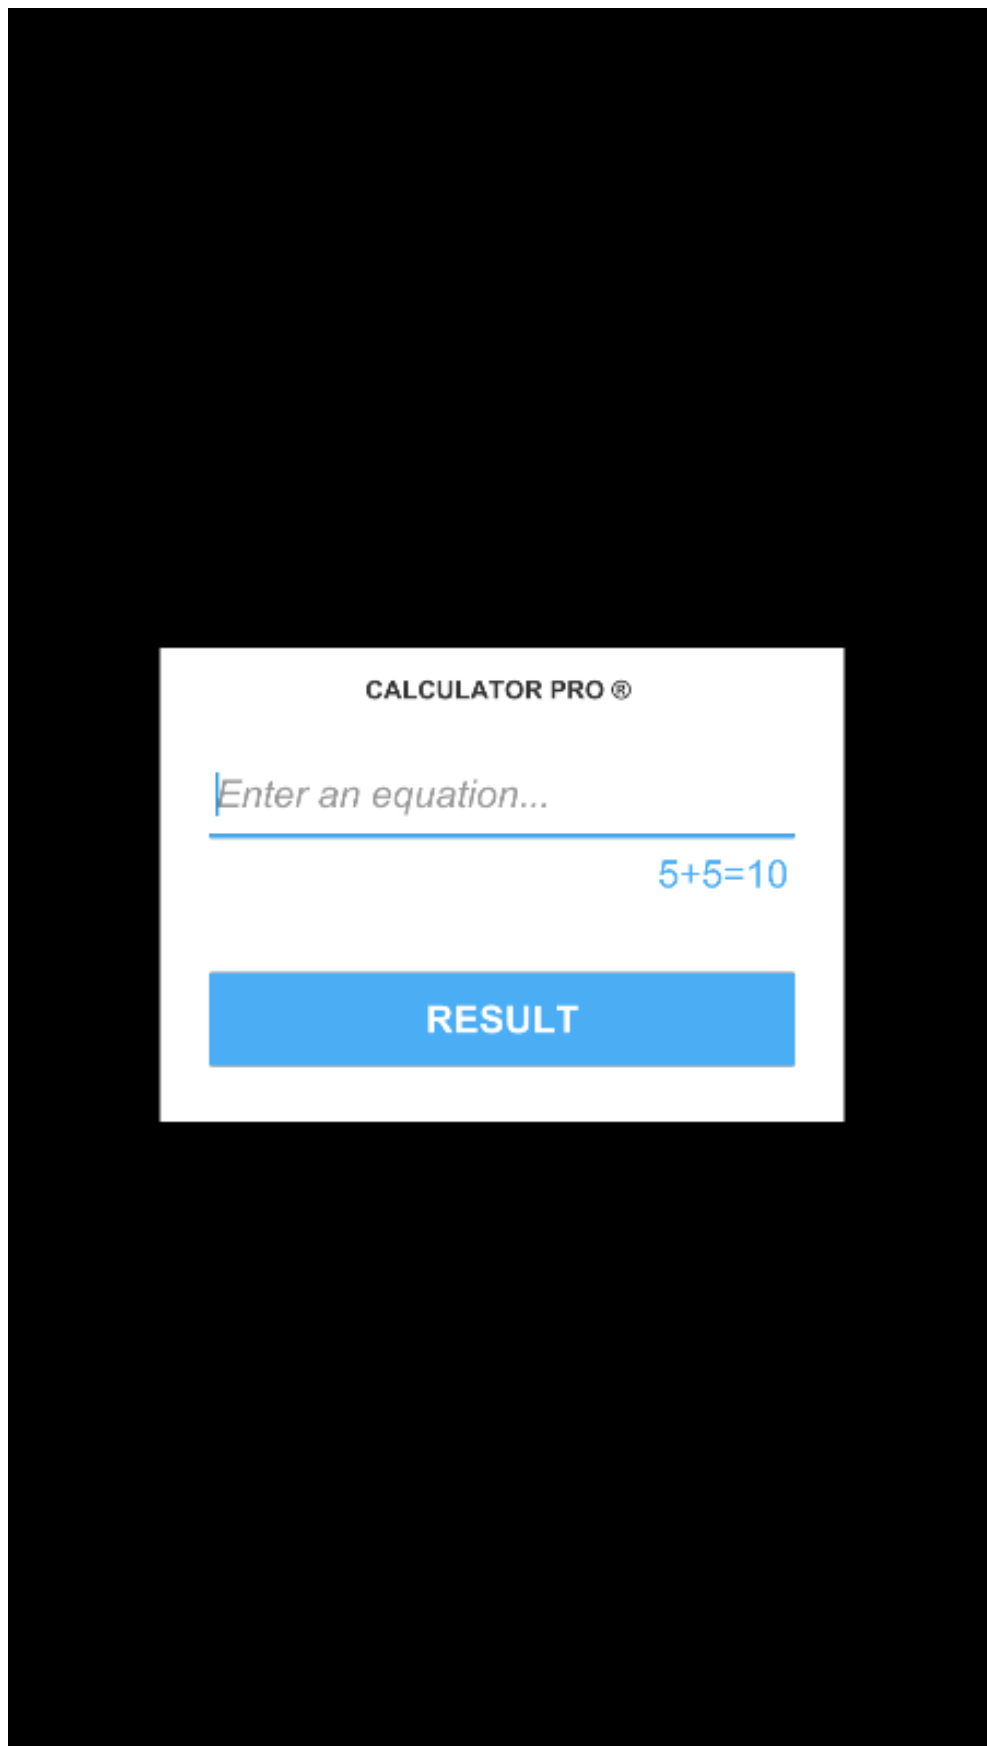 CALCULATOR PRO ®
Enter an equation...
5+5=10
RESULT